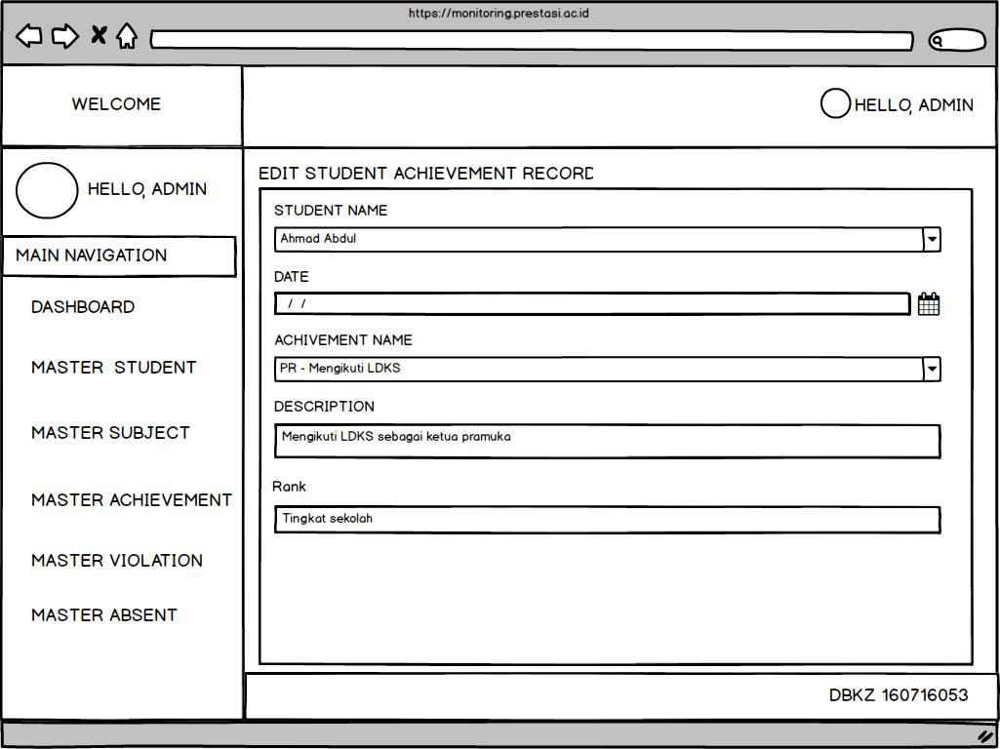 https://monitoring.prestasi.ac.id
WELCOME
HELLO, ADMIN
HELLO, ADMIN
MAIN NAVIGATION
DASHBOARD
MASTER STUDENT
MASTER SUBJECT
MASTER ACHIEVEMENT
MASTER VIOLATION
MASTER ABSENT
EDIT STUDENT ACHIEVEMENT RECORD
STUDENT NAME
Ahmad Abdul
DATE
/ /
ACHIVEMENT NAME
PR - Mengikuti LDKS
DESCRIPTION
Mengikuti LDKS sebagai ketua pramuka
Rank
Tingkat sekolah
DBKZ 160716053